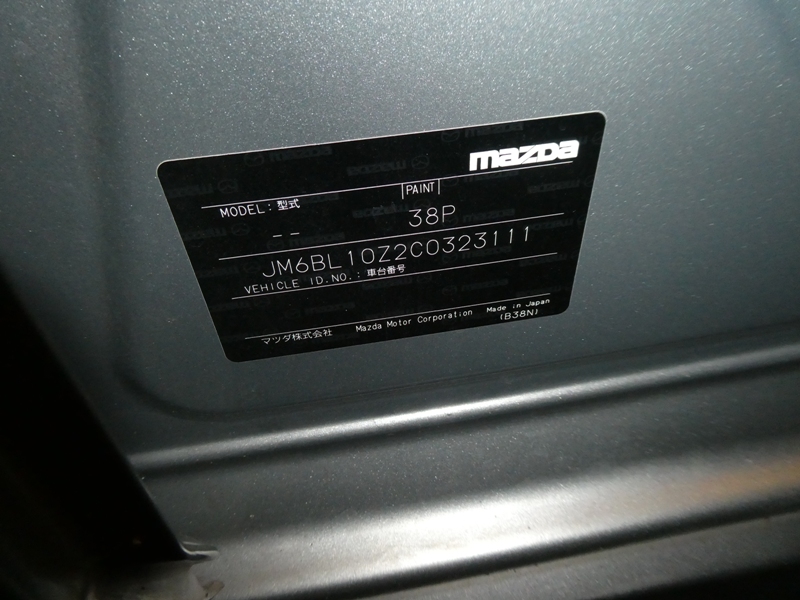 mazda
MODEL: 型式 PAINT
-- 38P
JM6BL10Z2C0323111
VEHICLE ID.NO.: 車台番号
マツダ株式会社 Mazda Motor Corporation Made in Japan
(B38N)